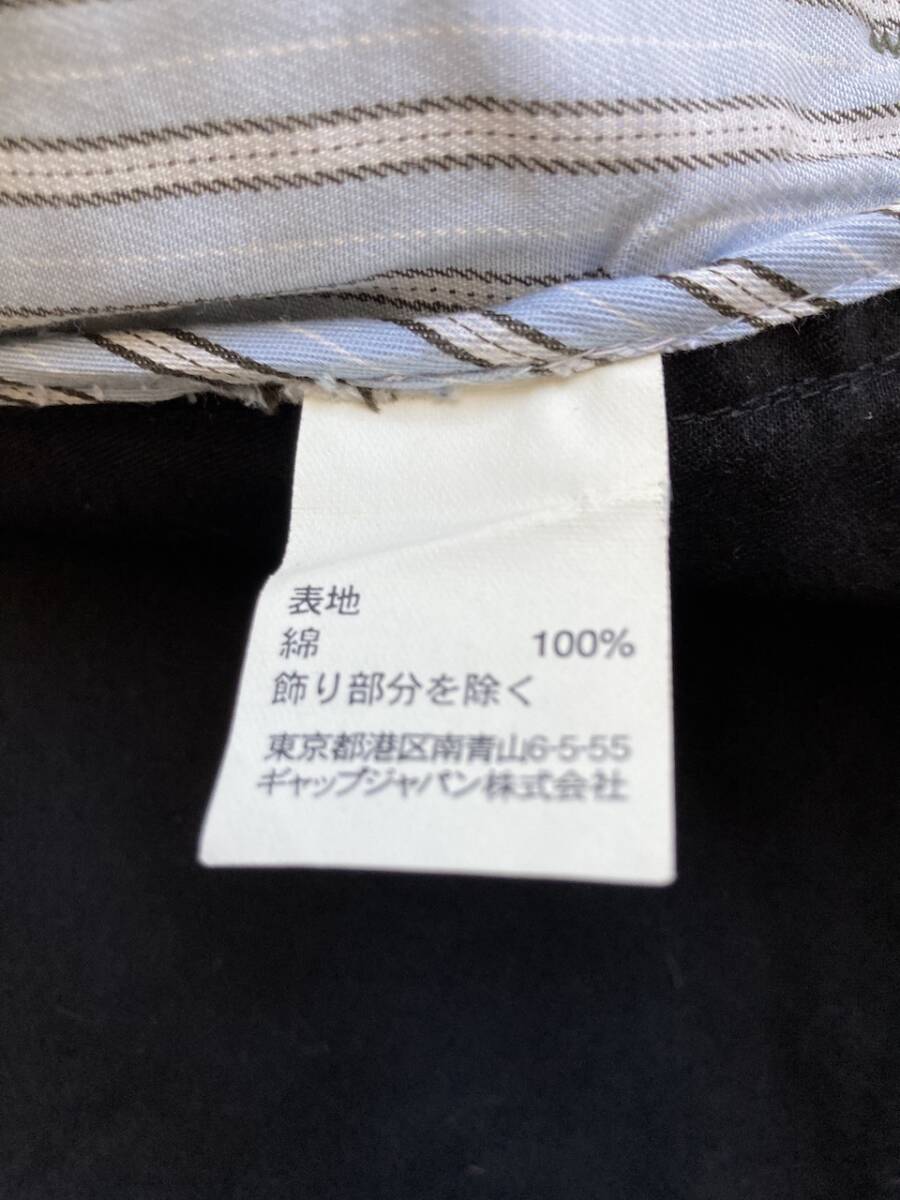 表地
綿 100%
飾り部分を除く
東京都港区南青山6-5-55
ギャップジャパン株式会社